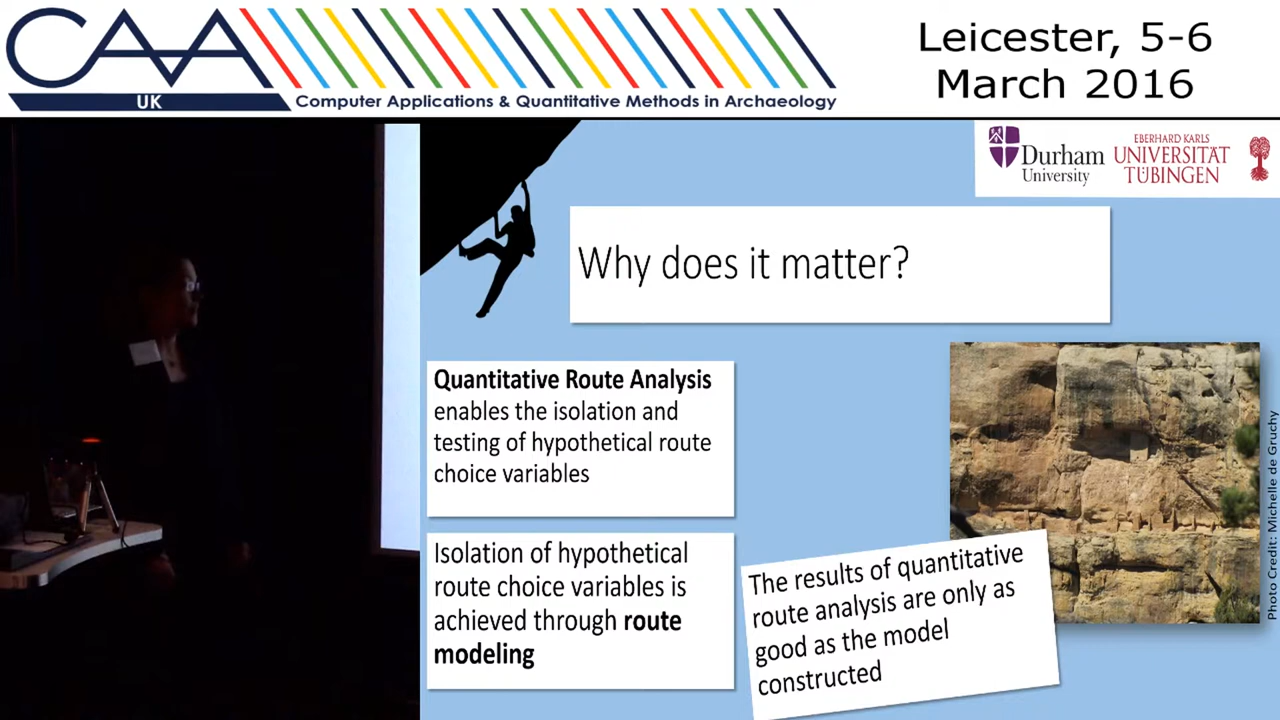 CAA
UK
Computer Applications & Quantitative Methods in Archaeology
Leicester, 5-6
March 2016
Durham
University
EBERHARD KARLS
UNIVERSITÄT
TÜBINGEN
Why does it matter?
Quantitative Route Analysis
enables the isolation and
testing of hypothetical route
choice variables
Isolation of hypothetical
route choice variables is
achieved through route
modeling
The results of quantitative
route analysis are only as
good as the model
constructed
Photo Credit: Michelle de Gruchy